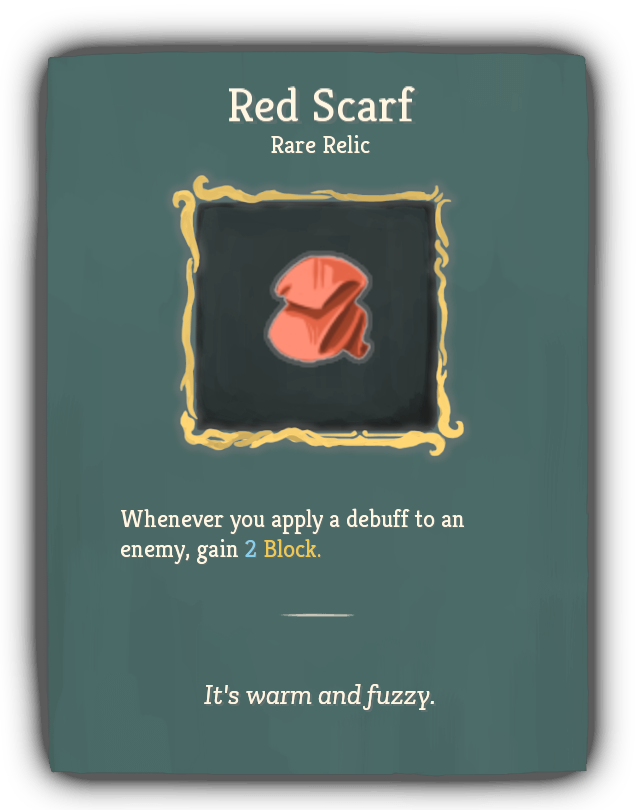 Red Scarf
Rare Relic
Whenever you apply a debuff to an
enemy, gain 2 Block.
It's warm and fuzzy.